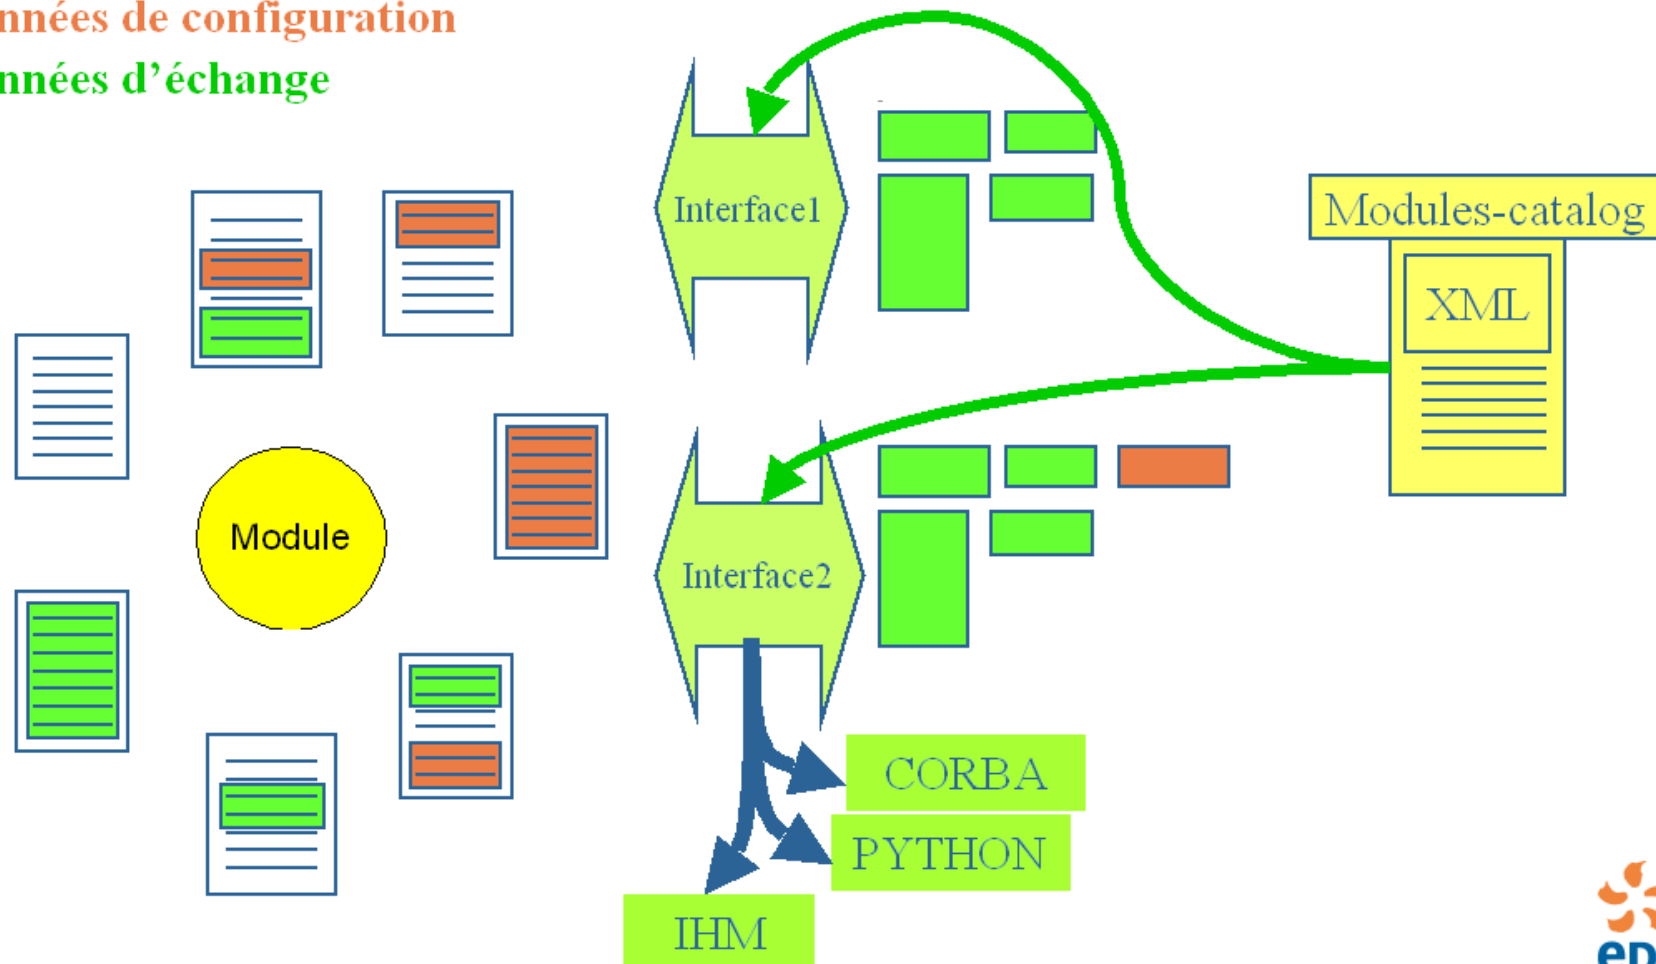 nnées de configuration
nnées d'échange
Interface1
Modules-catalog
XML
Module
Interface2
CORBA
PYTHON
IHM